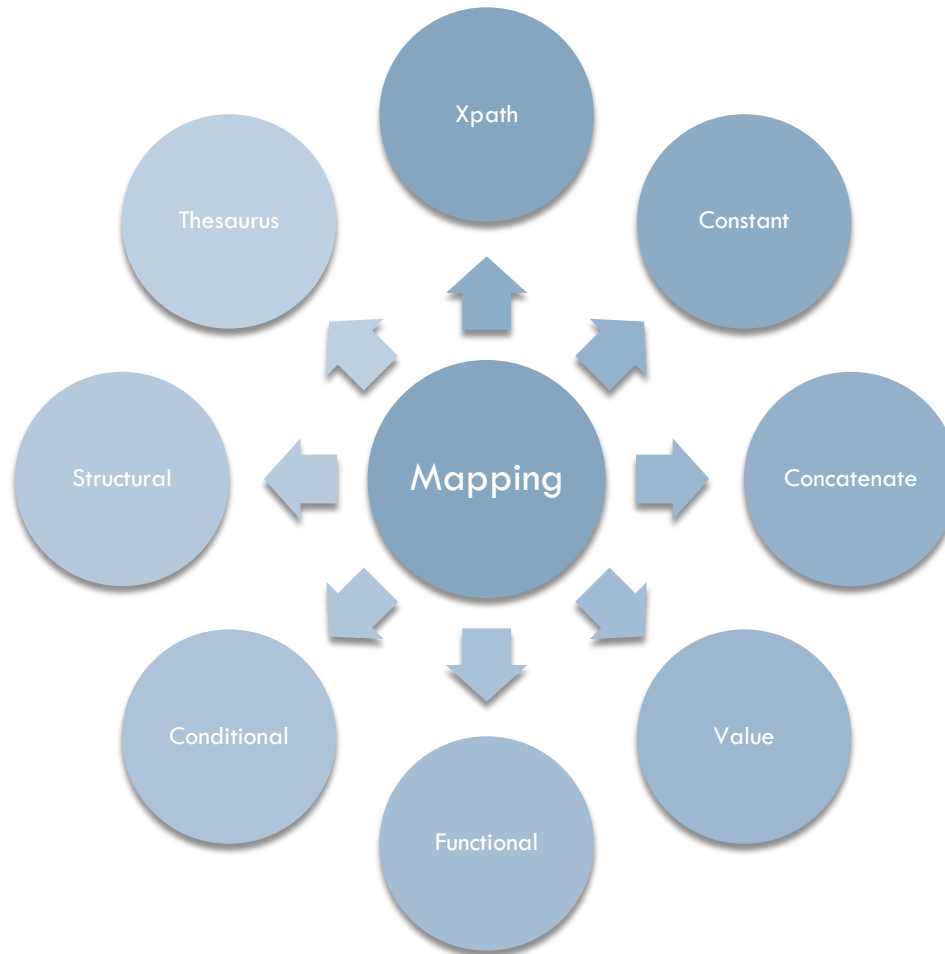 Xpath
Thesaurus
Constant
Structural
Mapping
Concatenate
Conditional
Value
Functional